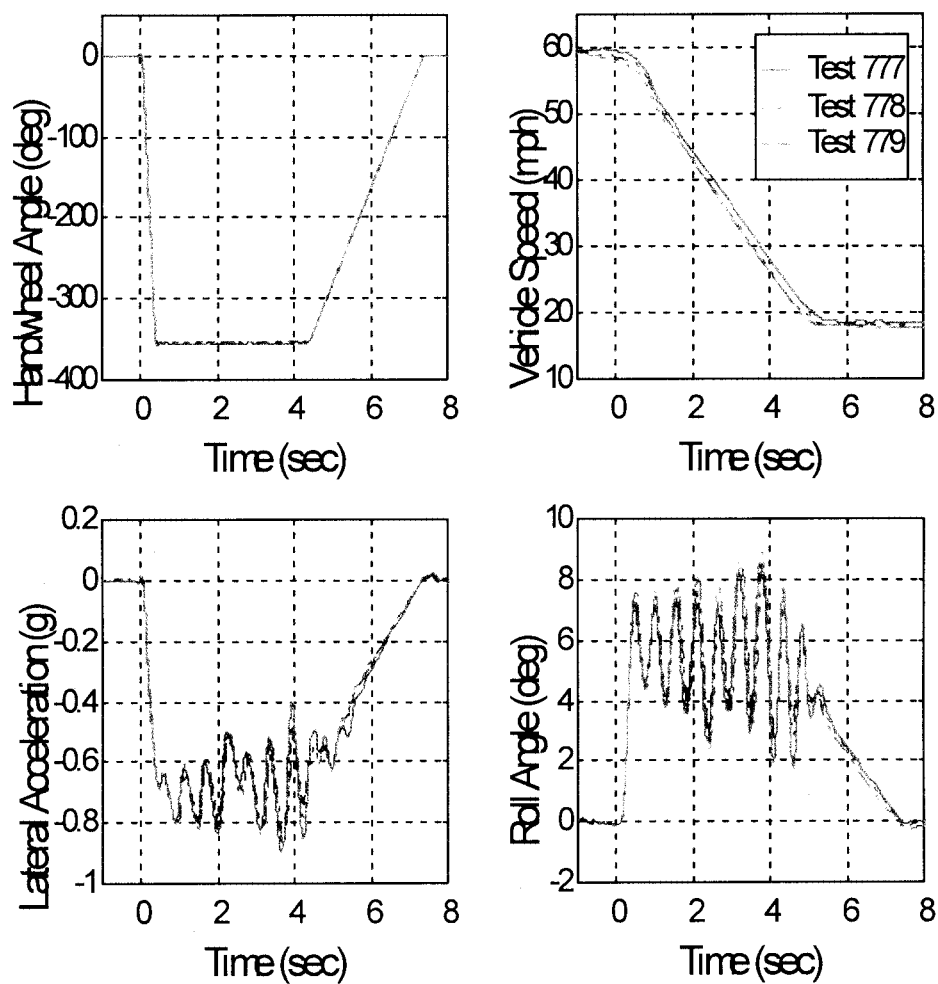 Handwheel Angle (deg)
0
-100
-200
-300
-400
0 2 4 6 8
Time (sec)
Vehicle Speed (mph)
60
50
40
30
20
10
Test 777
Test 778
Test 779
0 2 4 6 8
Time (sec)
Lateral Acceleration (g)
0.2
0
-0.2
-0.4
-0.6
-0.8
-1
0 2 4 6 8
Time (sec)
Roll Angle (deg)
10
8
6
4
2
0
-2
0 2 4 6 8
Time (sec)